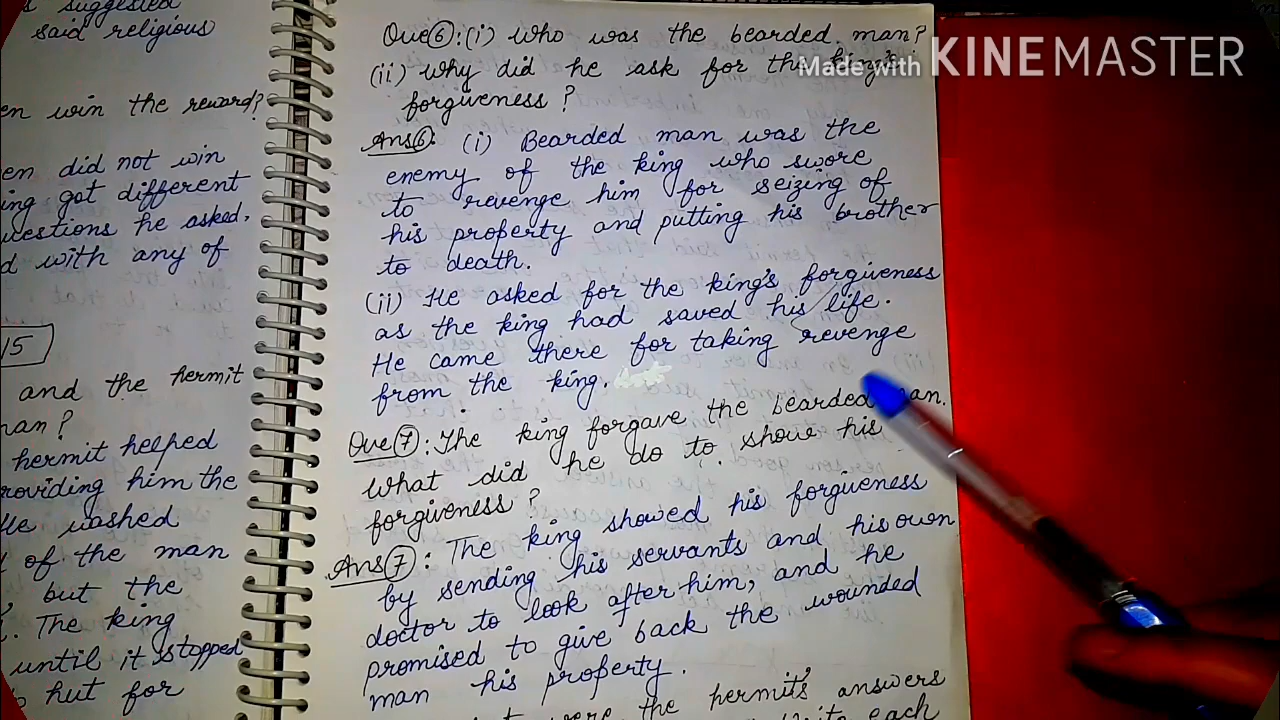 suggested
said religious
en win the reward?
en did not win
ing got different
uestions he asked.
d with any of
15
and the hermit
man?
hermit helped
roviding him the
He washed
d of the man
, but the
. The king
until it stopped
hut for
Made with KINEMASTER
Que⑥:(i) Who was the bearded man?
(ii) Why did he ask for the king's
forgiveness?
Ans⑥: (i) Bearded man was the
enemy of the king who swore
to revenge him for seizing of
his property and putting his brother
to death.
(ii) He asked for the king's forgiveness
as the king had saved his life.
He came there for taking revenge
from the king.
Que⑦: The king forgave the bearded man.
What did he do to show his
forgiveness?
Ans⑦: The king showed his forgiveness
by sending his servants and his own
doctor to look after him, and he
promised to give back the wounded
man his property.
were the hermit's answers
each